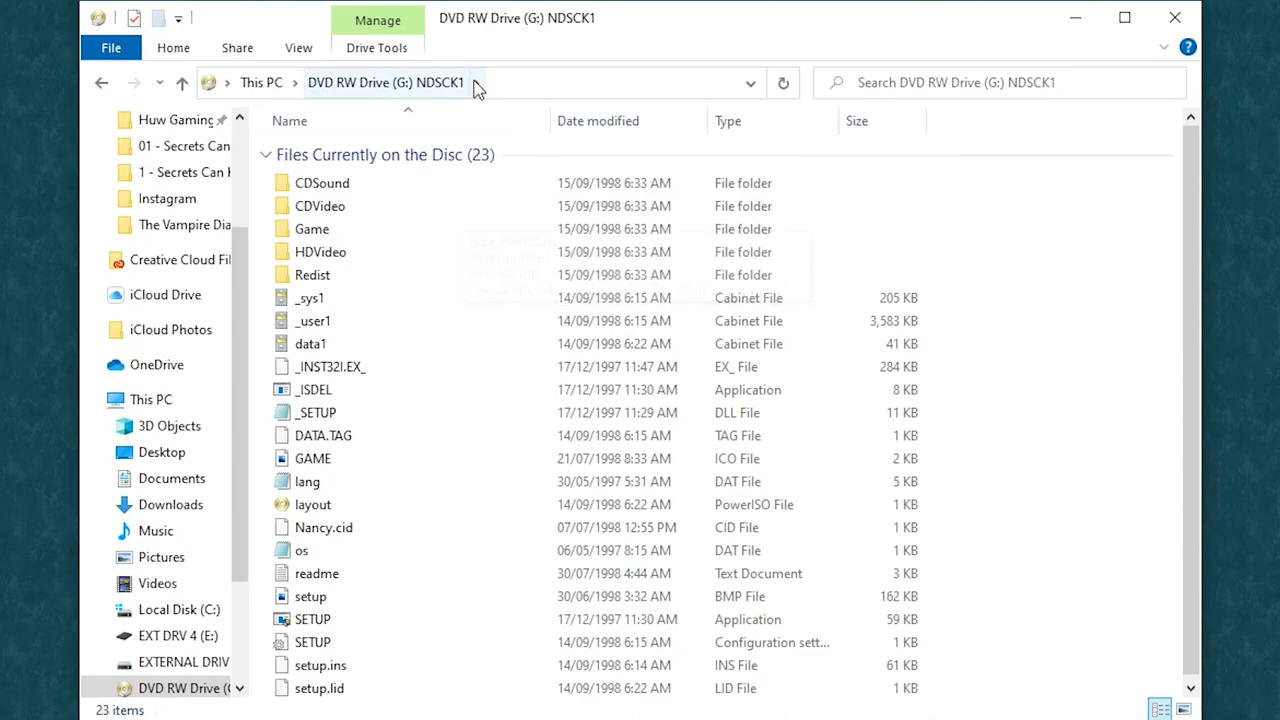 Manage
DVD RW Drive (G:) NDSCK1
File Home Share View Drive Tools
This PC DVD RW Drive (G:) NDSCK1
Search DVD RW Drive (G:) NDSCK1
Huw Gaming
01 - Secrets Can
1 - Secrets Can
Instagram
The Vampire Dia
Creative Cloud Fil
iCloud Drive
iCloud Photos
OneDrive
This PC
3D Objects
Desktop
Documents
Downloads
Music
Pictures
Videos
Local Disk (C:)
EXT DRV 4 (E:)
EXTERNAL DRIV
DVD RW Drive (
Name Date modified Type Size
Files Currently on the Disc (23)
CDSound 15/09/1998 6:33 AM File folder
CDVideo 15/09/1998 6:33 AM File folder
Game 15/09/1998 6:33 AM File folder
HDVideo 15/09/1998 6:33 AM File folder
Redist 15/09/1998 6:33 AM File folder
_sys1 14/09/1998 6:15 AM Cabinet File 205 KB
_user1 14/09/1998 6:15 AM Cabinet File 3,583 KB
data1 14/09/1998 6:22 AM Cabinet File 41 KB
_INST32I.EX_ 17/12/1997 11:47 AM EX_ File 284 KB
_ISDEL 17/12/1997 11:30 AM Application 8 KB
_SETUP 17/12/1997 11:29 AM DLL File 11 KB
DATA.TAG 14/09/1998 6:15 AM TAG File 1 KB
GAME 21/07/1998 8:33 AM ICO File 2 KB
lang 30/05/1997 5:31 AM DAT File 5 KB
layout 14/09/1998 6:22 AM PowerISO File 1 KB
Nancy.cid 07/07/1998 12:55 PM CID File 1 KB
os 06/05/1997 8:15 AM DAT File 1 KB
readme 30/07/1998 4:44 AM Text Document 3 KB
setup 30/06/1998 3:32 AM BMP File 162 KB
SETUP 17/12/1997 11:30 AM Application 59 KB
SETUP 14/09/1998 6:15 AM Configuration sett... 1 KB
setup.ins 14/09/1998 6:14 AM INS File 61 KB
setup.lid 14/09/1998 6:22 AM LID File 1 KB
23 items